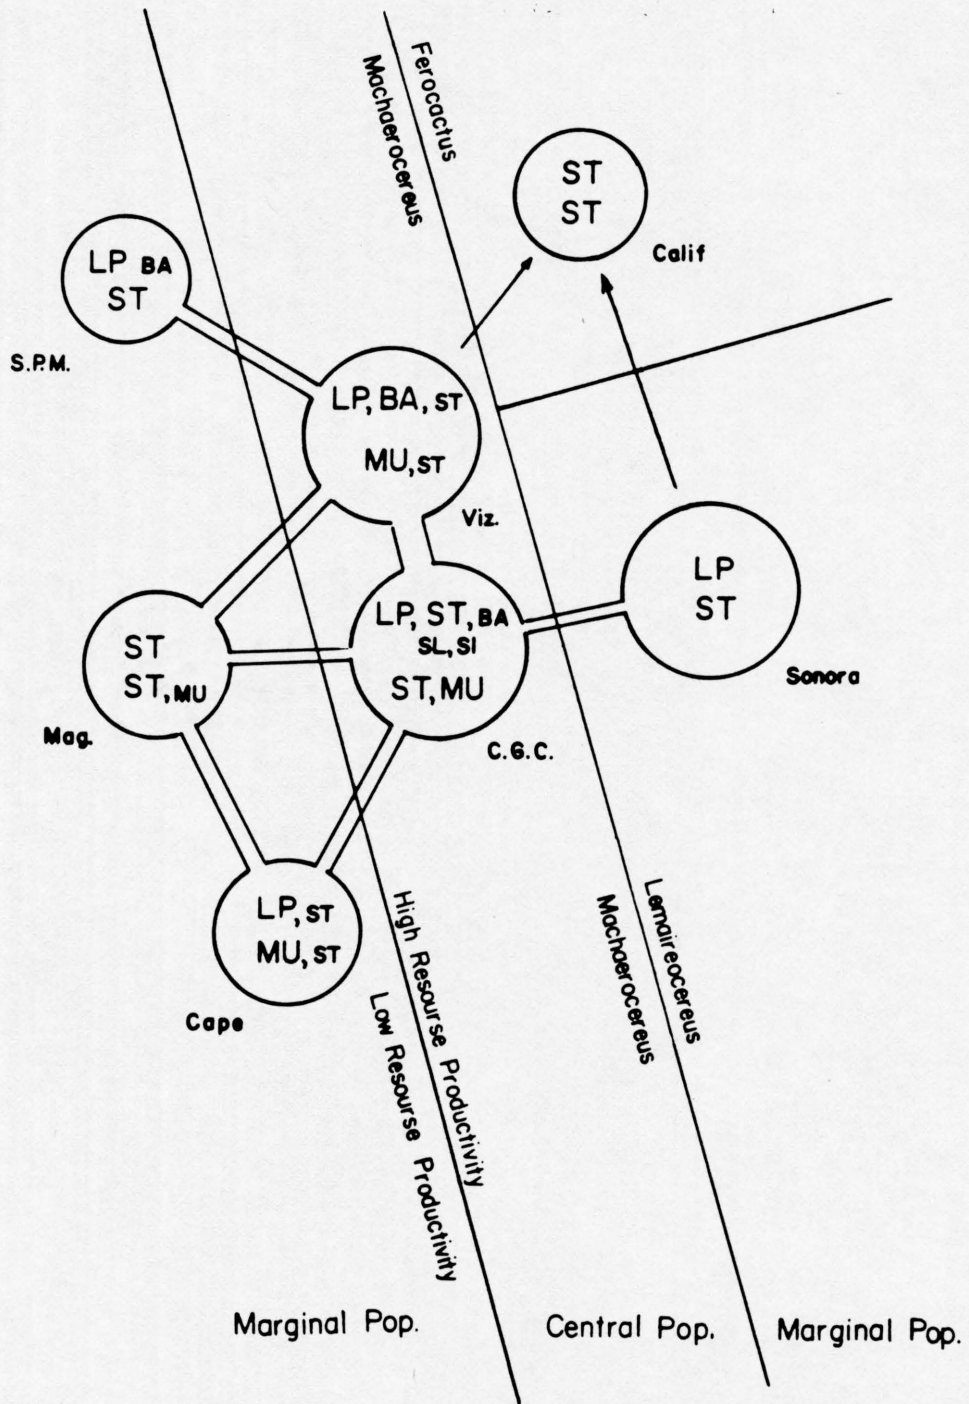 Ferocactus
Machaerocereus
ST
ST
Calif
LP BA
ST
S.P.M.
LP, BA, ST
MU, ST
Viz.
LP
ST
Sonora
LP, ST, BA
SL, SI
ST, MU
C.G.C.
ST
ST, MU
Mag.
LP, ST
MU, ST
Cape
High Resourse Productivity
Low Resourse Productivity
Lemaireocereus
Machaerocereus
Marginal Pop.
Central Pop.
Marginal Pop.